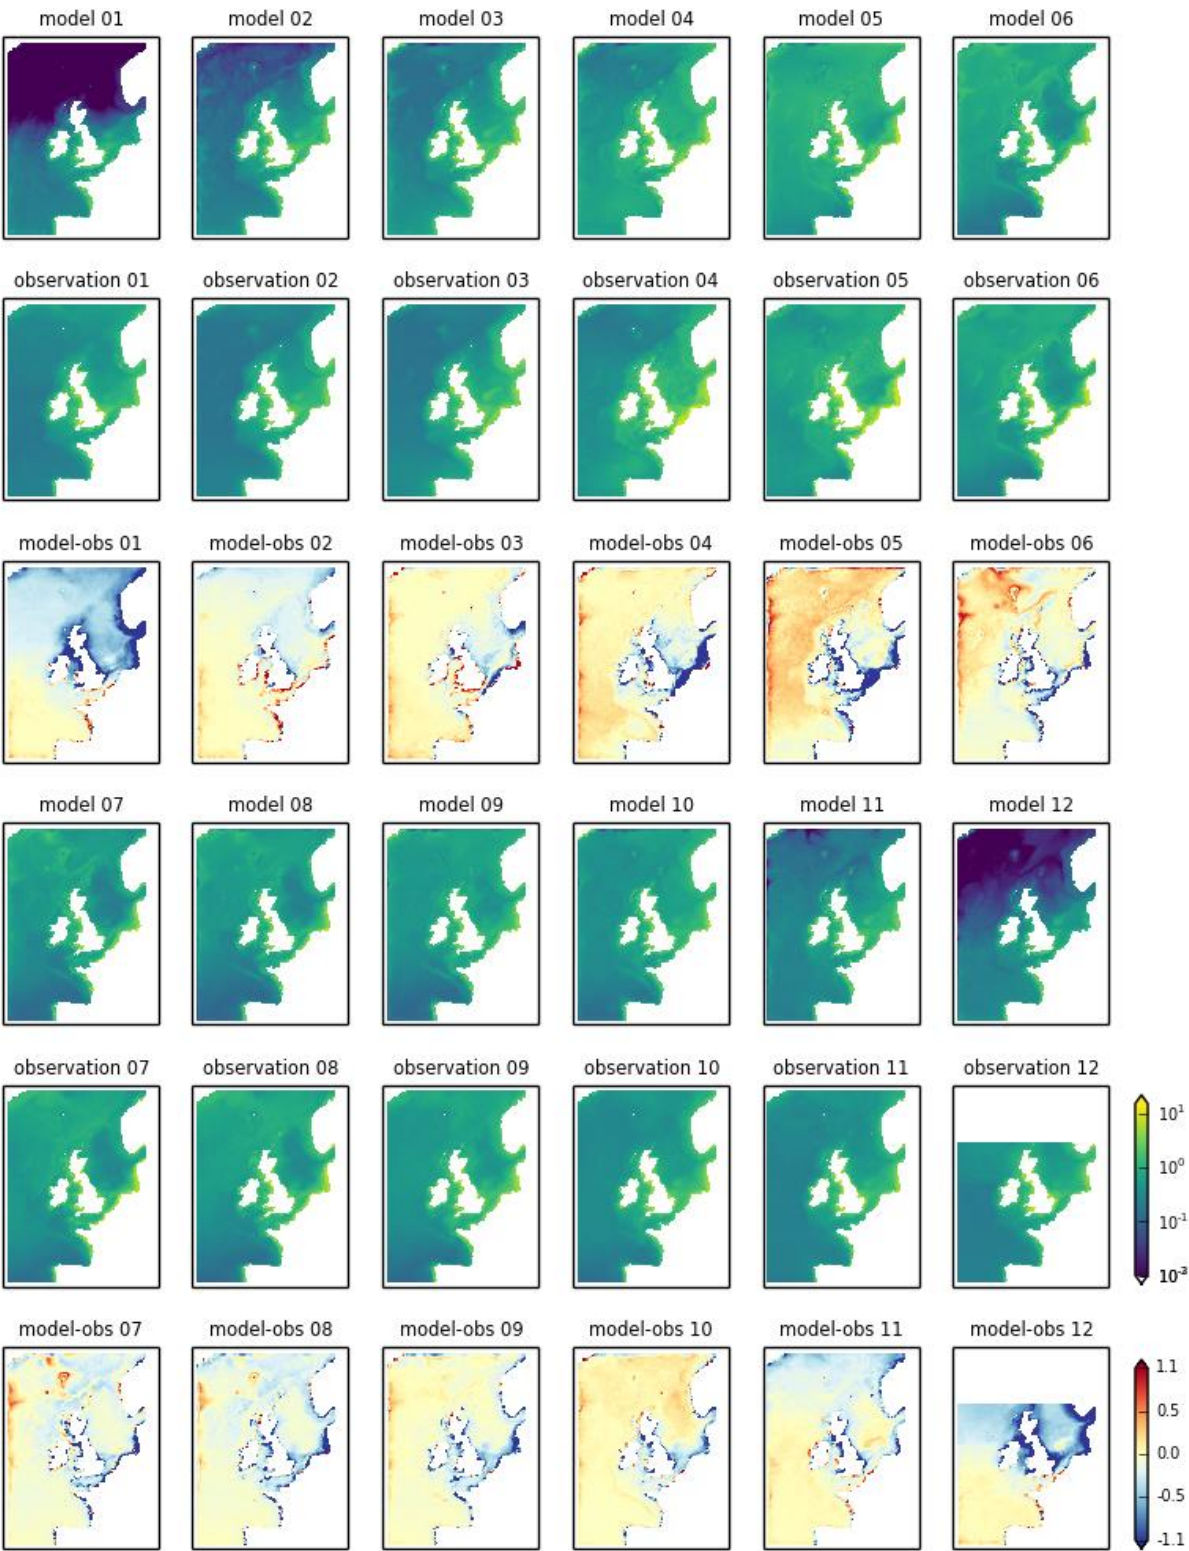 model 01 model 02 model 03 model 04 model 05 model 06
observation 01 observation 02 observation 03 observation 04 observation 05 observation 06
model-obs 01 model-obs 02 model-obs 03 model-obs 04 model-obs 05 model-obs 06
model 07 model 08 model 09 model 10 model 11 model 12
observation 07 observation 08 observation 09 observation 10 observation 11 observation 12
10¹
10⁰
10⁻¹
model-obs 07 model-obs 08 model-obs 09 model-obs 10 model-obs 11 model-obs 12
1.1
0.5
0.0
-0.5
-1.1